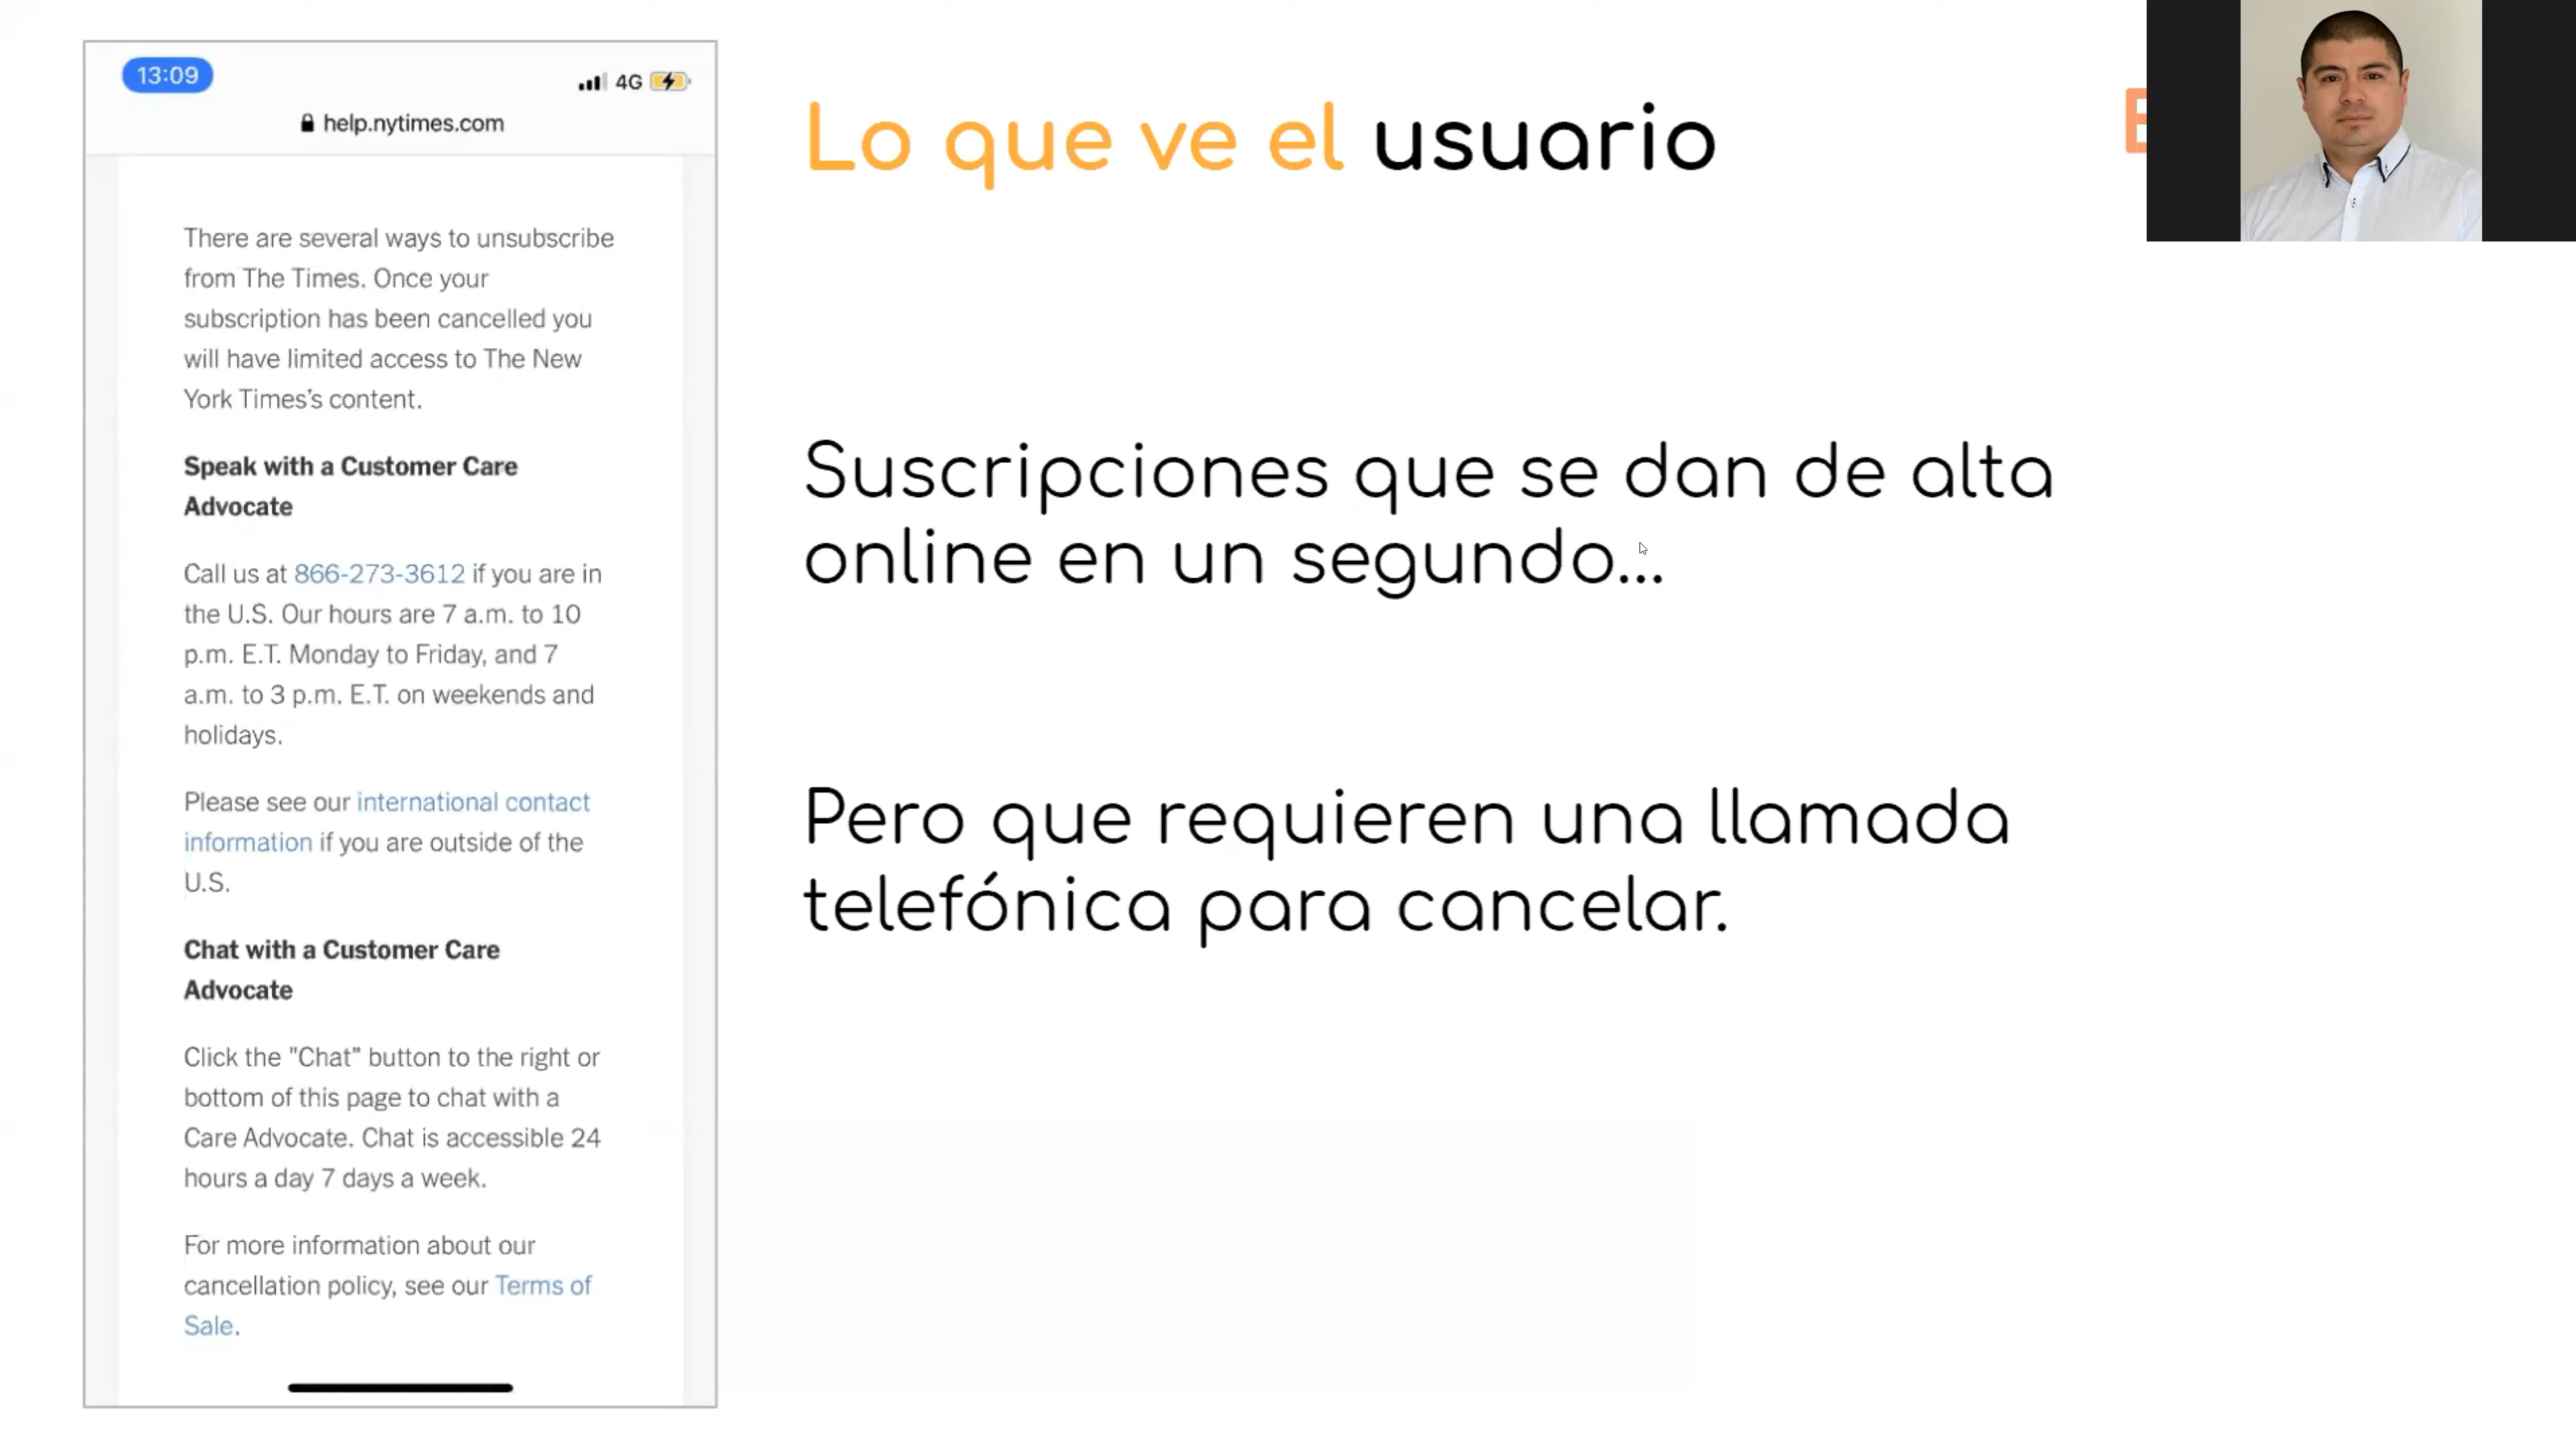 13:09
4G
help.nytimes.com
There are several ways to unsubscribe
from The Times. Once your
subscription has been cancelled you
will have limited access to The New
York Times's content.
Speak with a Customer Care
Advocate
Call us at 866-273-3612 if you are in
the U.S. Our hours are 7 a.m. to 10
p.m. E.T. Monday to Friday, and 7
a.m. to 3 p.m. E.T. on weekends and
holidays.
Please see our international contact
information if you are outside of the
U.S.
Chat with a Customer Care
Advocate
Click the "Chat" button to the right or
bottom of this page to chat with a
Care Advocate. Chat is accessible 24
hours a day 7 days a week.
For more information about our
cancellation policy, see our Terms of
Sale.
Lo que ve el usuario
Suscripciones que se dan de alta
online en un segundo...
Pero que requieren una llamada
telefónica para cancelar.